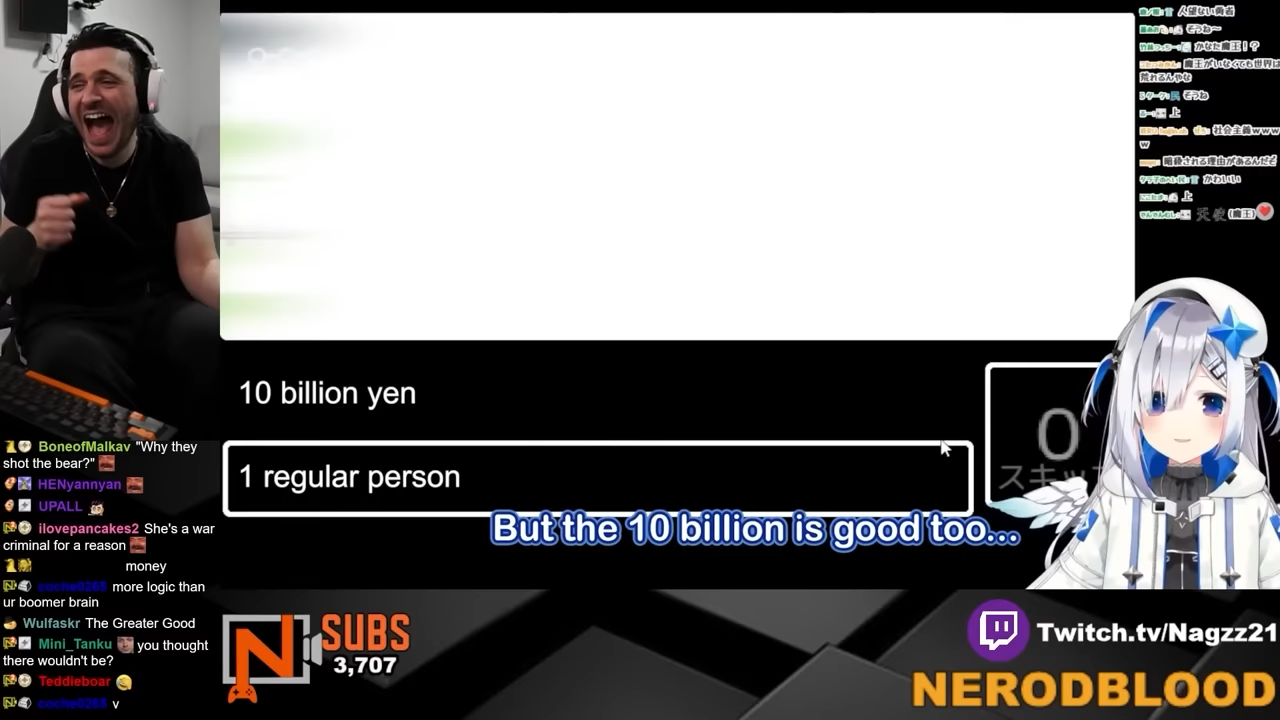 人望ない勇者
そうね～
かなた魔王！？
魔王がいなくても世界は
荒れるんやな
そうね
上
社会主義ｗｗｗ
ｗ
暗殺される理由があるんだぞ
かわいい
上
天使(魔王)
10 billion yen
1 regular person
0
スキップ
But the 10 billion is good too...
BoneofMalkav "Why they
shot the bear?"
HENyannyan
UPALL
ilovepancakes2 She's a war
criminal for a reason
money
coche0265 more logic than
ur boomer brain
Wulfaskr The Greater Good
Mini_Tanku you thought
there wouldn't be?
Teddieboar
coche0265 v
N SUBS
3,707
Twitch.tv/Nagzz21
NERODBLOOD